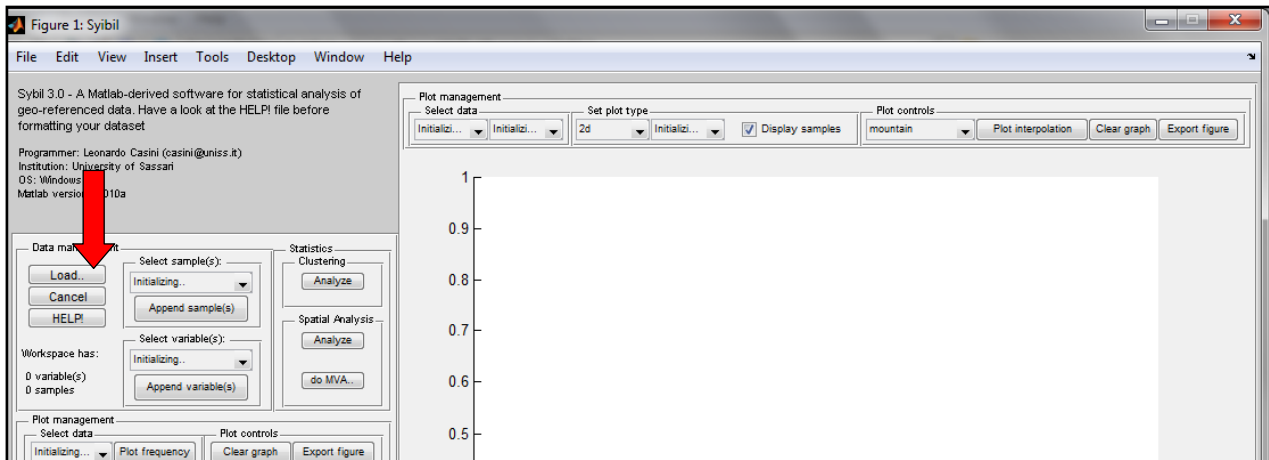 Figure 1: Syibil
File Edit View Insert Tools Desktop Window Help
Sybil 3.0 - A Matlab-derived software for statistical analysis of
geo-referenced data. Have a look at the HELP! file before
formatting your dataset
Programmer: Leonardo Casini (casini@uniss.it)
Institution: University of Sassari
OS: Windows
Matlab version 010a
Data man nt
Load..
Cancel
HELP!
Workspace has:
0 variable(s)
0 samples
Select sample(s):
Initializing..
Append sample(s)
Select variable(s):
Initializing..
Append variable(s)
Statistics
Clustering
Analyze
Spatial Analysis
Analyze
do MVA..
Plot management
Select data
Initializing...
Plot frequency
Plot controls
Clear graph
Export figure
Plot management
Select data
Initializi...
Initializi...
Set plot type
2d
Initializi...
Display samples
Plot controls
mountain
Plot interpolation
Clear graph
Export figure
1
0.9
0.8
0.7
0.6
0.5